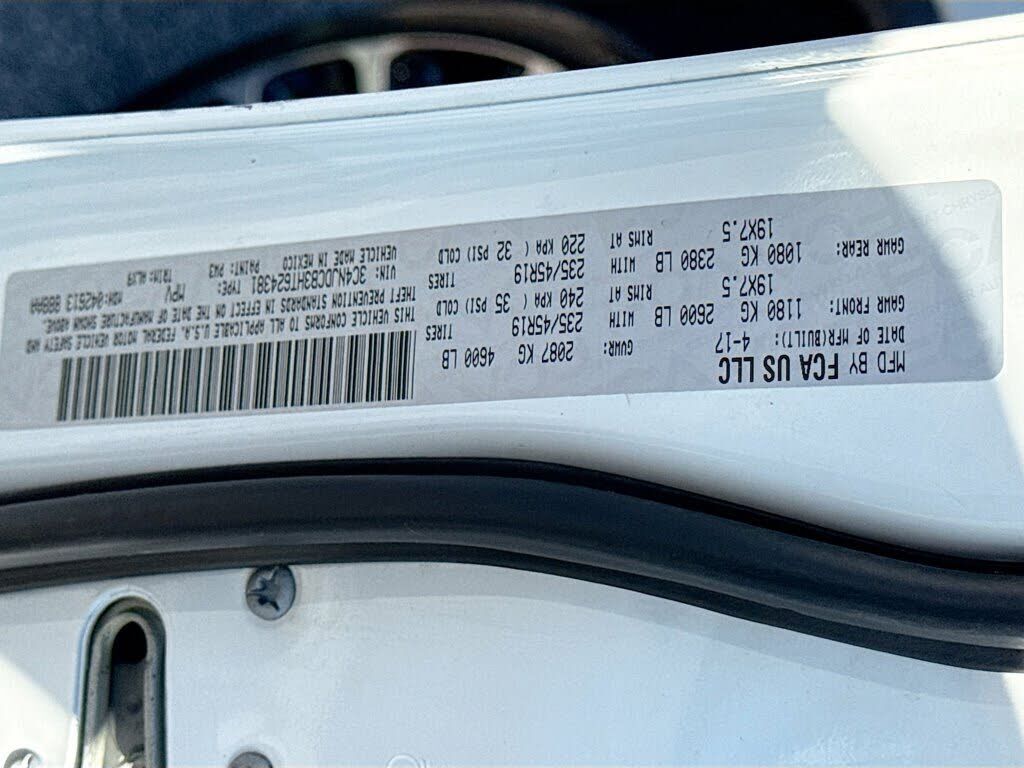 MFD BY FCA US LLC
DATE OF MFR(BUILT): 4-17 GVWR: 2087 KG 4600 LB
GAWR FRONT: 1180 KG 2600 LB WITH TIRES 235/45R19
19X7.5 RIMS AT 240 KPA ( 35 PSI) COLD
GAWR REAR: 1080 KG 2380 LB WITH TIRES 235/45R19
19X7.5 RIMS AT 220 KPA ( 32 PSI) COLD
THIS VEHICLE CONFORMS TO ALL APPLICABLE U.S.A. FEDERAL MOTOR VEHICLE SAFETY AND
THEFT PREVENTION STANDARDS IN EFFECT ON THE DATE OF MANUFACTURE SHOWN ABOVE.
VIN: 3C4NJDCB3HT624381 TYPE: MPV MDH:042613 888AA
VEHICLE MADE IN MEXICO PAINT: PW3 TRIM:HLX9